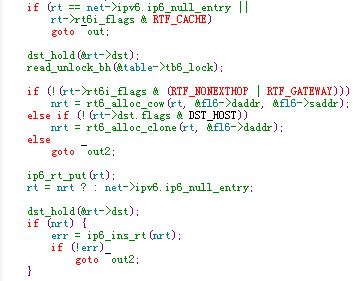 if (rt == net->ipv6.ip6_null_entry ||
rt->rt6i_flags & RTF_CACHE)
goto out;
dst_hold(&rt->dst);
read_unlock_bh(&table->tb6_lock);
if (!(rt->rt6i_flags & (RTF_NONEXTHOP | RTF_GATEWAY)))
nrt = rt6_alloc_cow(rt, &fl6->daddr, &fl6->saddr);
else if (!(rt->dst.flags & DST_HOST))
nrt = rt6_alloc_clone(rt, &fl6->daddr);
else
goto out2;
ip6_rt_put(rt);
rt = nrt ? : net->ipv6.ip6_null_entry;
dst_hold(&rt->dst);
if (nrt) {
err = ip6_ins_rt(nrt);
if (!err)
goto out2;
}